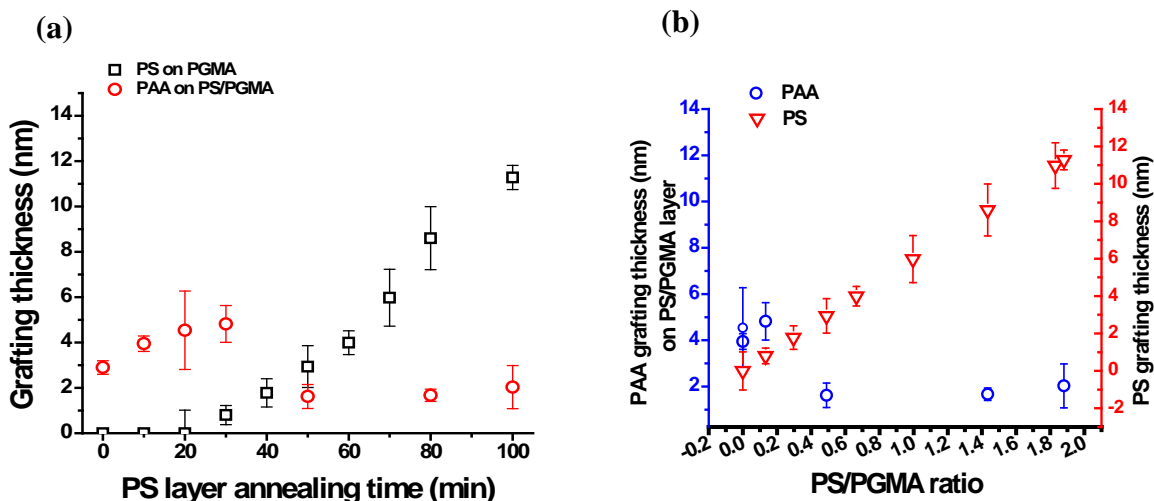 (a)
PS on PGMA
PAA on PS/PGMA
Grafting thickness (nm)
14
12
10
8
6
4
2
0
0 20 40 60 80 100
PS layer annealing time (min)
(b)
PAA
PS
PAA grafting thickness (nm)
on PS/PGMA layer
14
12
10
8
6
4
2
14
12
10
8
6
4
2
0
-2
PS grafting thickness (nm)
-0.2 0.0 0.2 0.4 0.6 0.8 1.0 1.2 1.4 1.6 1.8 2.0
PS/PGMA ratio